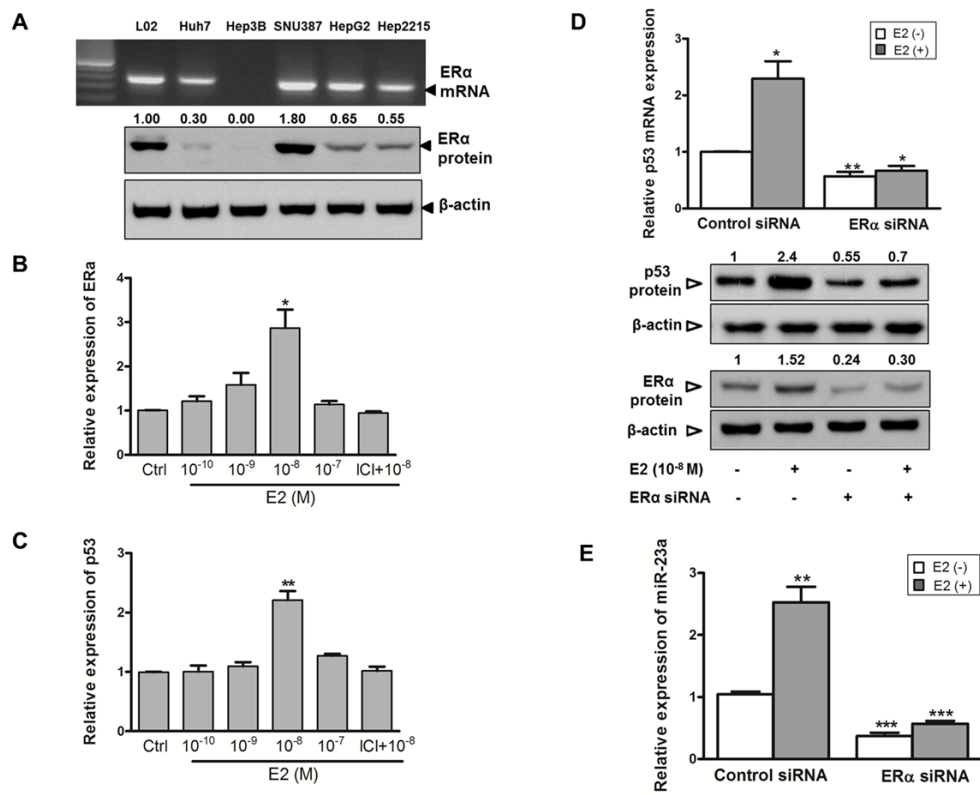 A
L02 Huh7 Hep3B SNU387 HepG2 Hep2215
ERα
mRNA
1.00 0.30 0.00 1.80 0.65 0.55
ERα
protein
β-actin
B
Relative expression of ERa
4
3
2
1
0
*
Ctrl 10-10 10-9 10-8 10-7 ICI+10-8
E2 (M)
C
Relative expression of p53
3
2
1
0
**
Ctrl 10-10 10-9 10-8 10-7 ICI+10-8
E2 (M)
D
Relative p53 mRNA expression
3
2
1
0
E2 (-)
E2 (+)
*
** *
Control siRNA ERα siRNA
1 2.4 0.55 0.7
p53
protein
β-actin
1 1.52 0.24 0.30
ERα
protein
β-actin
E2 (10-8 M) - + - +
ERα siRNA - - + +
E
Relative expression of miR-23a
3
2
1
0
E2 (-)
E2 (+)
**
*** ***
Control siRNA ERα siRNA